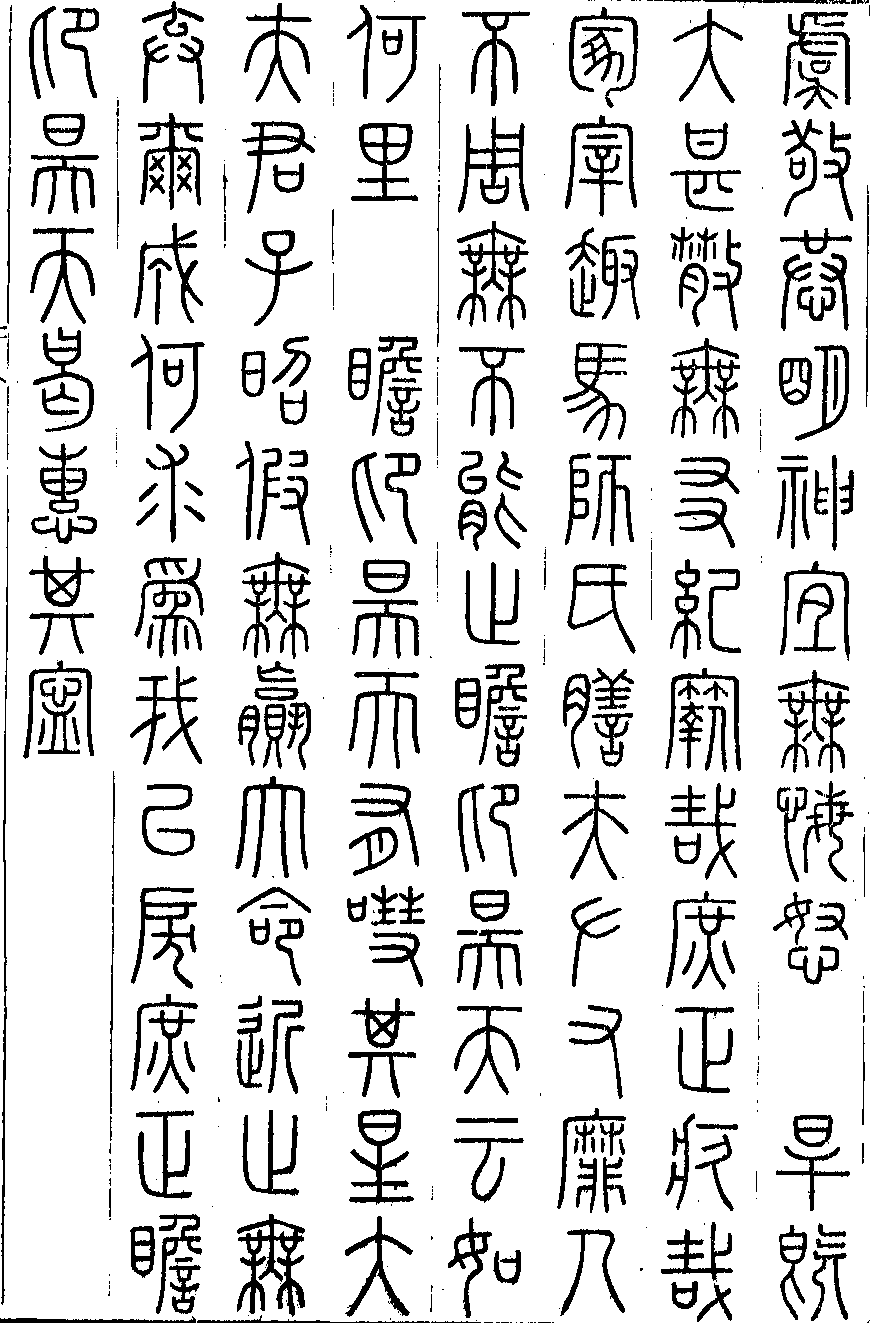 虞敬恭明神宜無悔怒　旱既
大甚散無友紀鞫哉庶正疚哉
冢宰趣馬師氏膳夫左右靡人
不周無不能止瞻卬昊天云如
何里　瞻卬昊天有嘒其星大
夫君子昭假無贏大命近止無
棄爾成何求為我以戾庶正瞻
卬昊天曷惠其寧